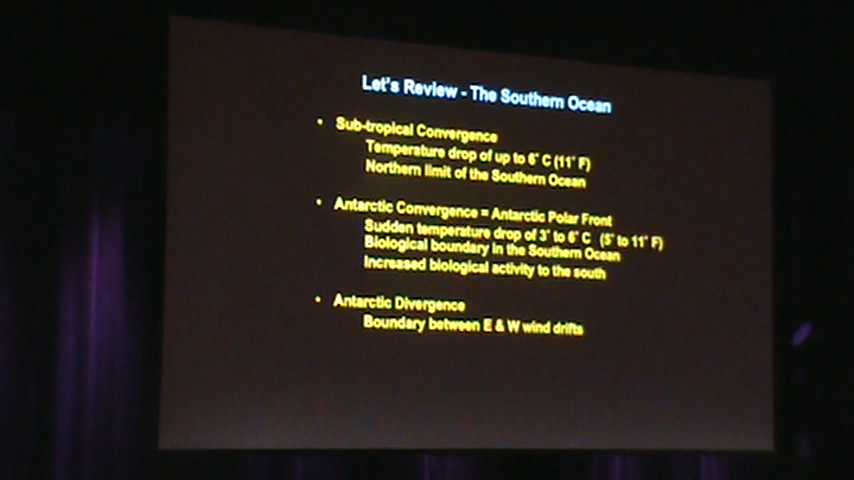 Let's Review - The Southern Ocean
• Sub-tropical Convergence
Temperature drop of up to 6° C (11° F)
Northern limit of the Southern Ocean
• Antarctic Convergence = Antarctic Polar Front
Sudden temperature drop of 3° to 6° C (5° to 11° F)
Biological boundary in the Southern Ocean
Increased biological activity to the south
• Antarctic Divergence
Boundary between E & W wind drifts